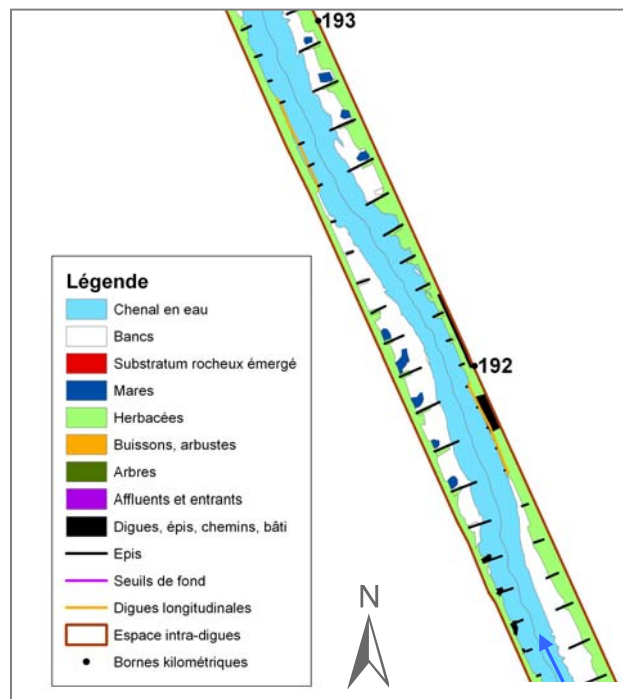 193
192
Légende
Chenal en eau
Bancs
Substratum rocheux émergé
Mares
Herbacées
Buissons, arbustes
Arbres
Affluents et entrants
Digues, épis, chemins, bâti
Epis
Seuils de fond
Digues longitudinales
Espace intra-digues
Bornes kilométriques
N